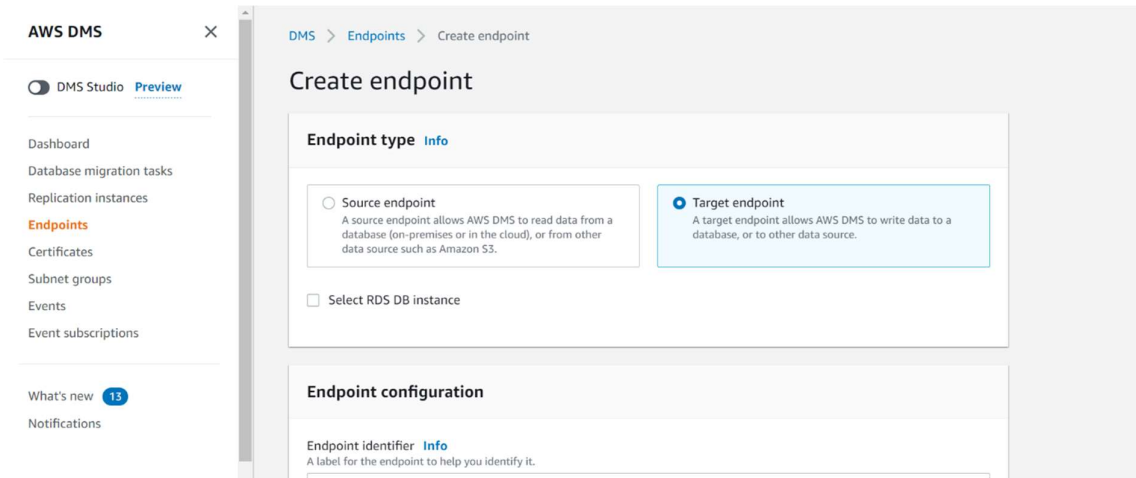 AWS DMS
DMS Studio Preview
Dashboard
Database migration tasks
Replication instances
Endpoints
Certificates
Subnet groups
Events
Event subscriptions
What's new 13
Notifications
DMS > Endpoints > Create endpoint
Create endpoint
Endpoint type Info
Source endpoint
A source endpoint allows AWS DMS to read data from a
database (on-premises or in the cloud), or from other
data source such as Amazon S3.
Target endpoint
A target endpoint allows AWS DMS to write data to a
database, or to other data source.
Select RDS DB instance
Endpoint configuration
Endpoint identifier Info
A label for the endpoint to help you identify it.